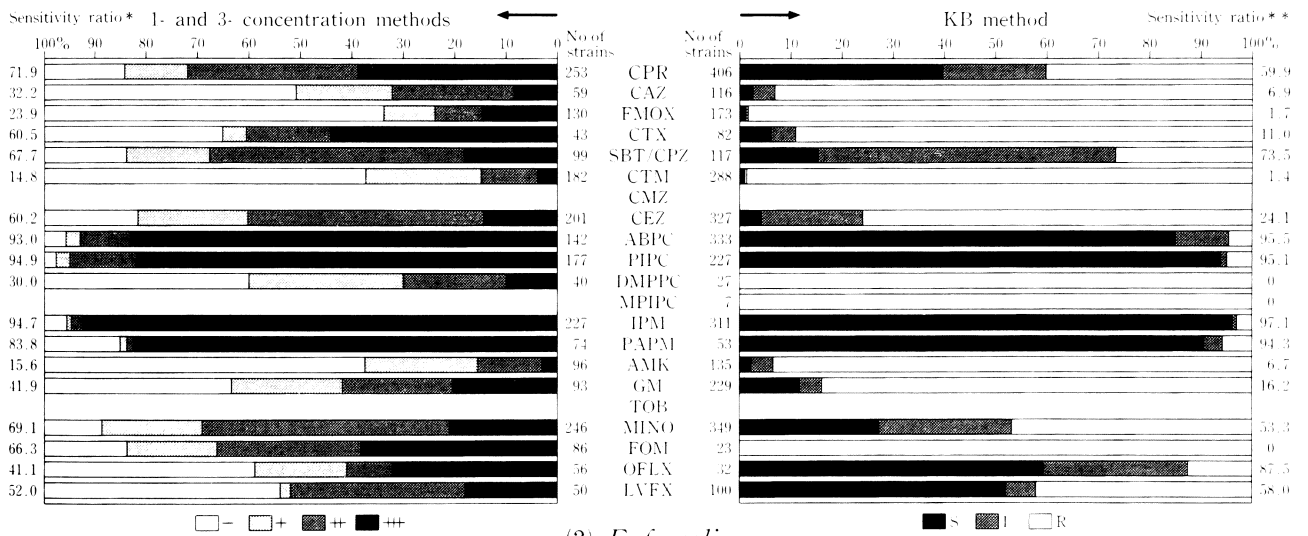 Sensitivity ratio* 1- and 3- concentration methods KB method Sensitivity ratio**
100% 90 80 70 60 50 40 30 20 10 0 No of strains No of strains 0 10 20 30 40 50 60 70 80 90 100%
71.9 253 CPR 406 59.9
32.2 59 CAZ 116 6.9
23.9 130 FMOX 173 1.7
60.5 43 CTX 82 11.0
67.7 99 SBT/CPZ 117 73.5
14.8 182 CTM 288 1.4
CMZ
60.2 201 CEZ 327 24.1
93.0 142 ABPC 333 95.5
94.9 177 PIPC 227 95.1
30.0 40 DMPPC 27 0
MPIPC 7 0
94.7 227 IPM 311 97.1
83.8 74 PAPM 53 94.3
15.6 96 AMK 135 6.7
41.9 93 GM 229 16.2
TOB
69.1 246 MINO 349 53.3
66.3 86 FOM 23 0
41.1 56 OFLX 32 87.5
52.0 50 LVFX 100 58.0
− + ++ +++ S I R